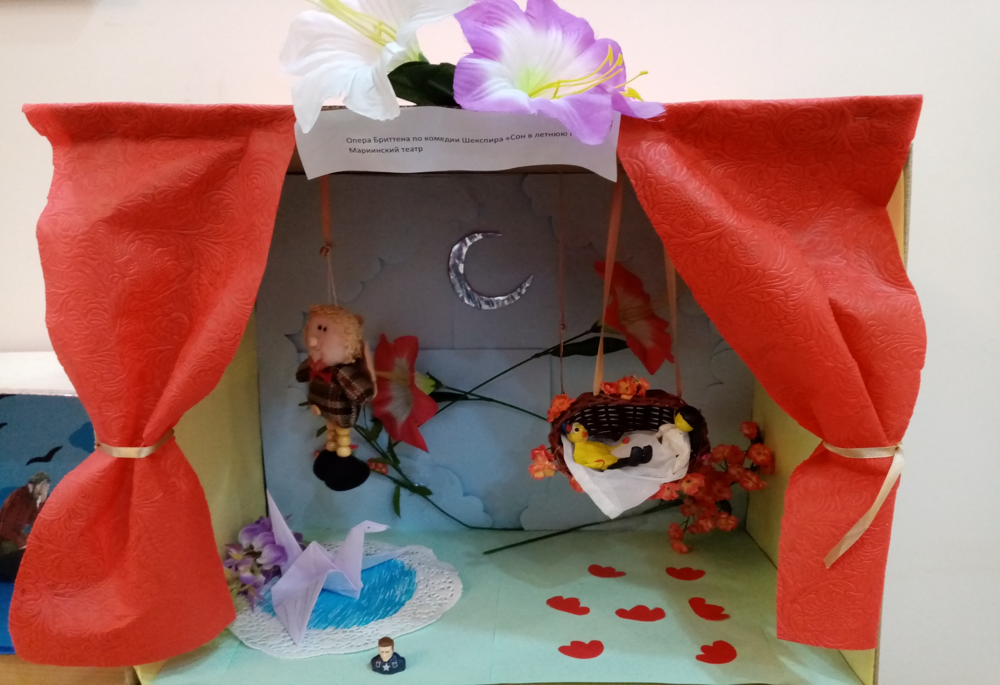 Опера Бриттена по комедии Шекспира «Сон в летнюю
Мариинский театр